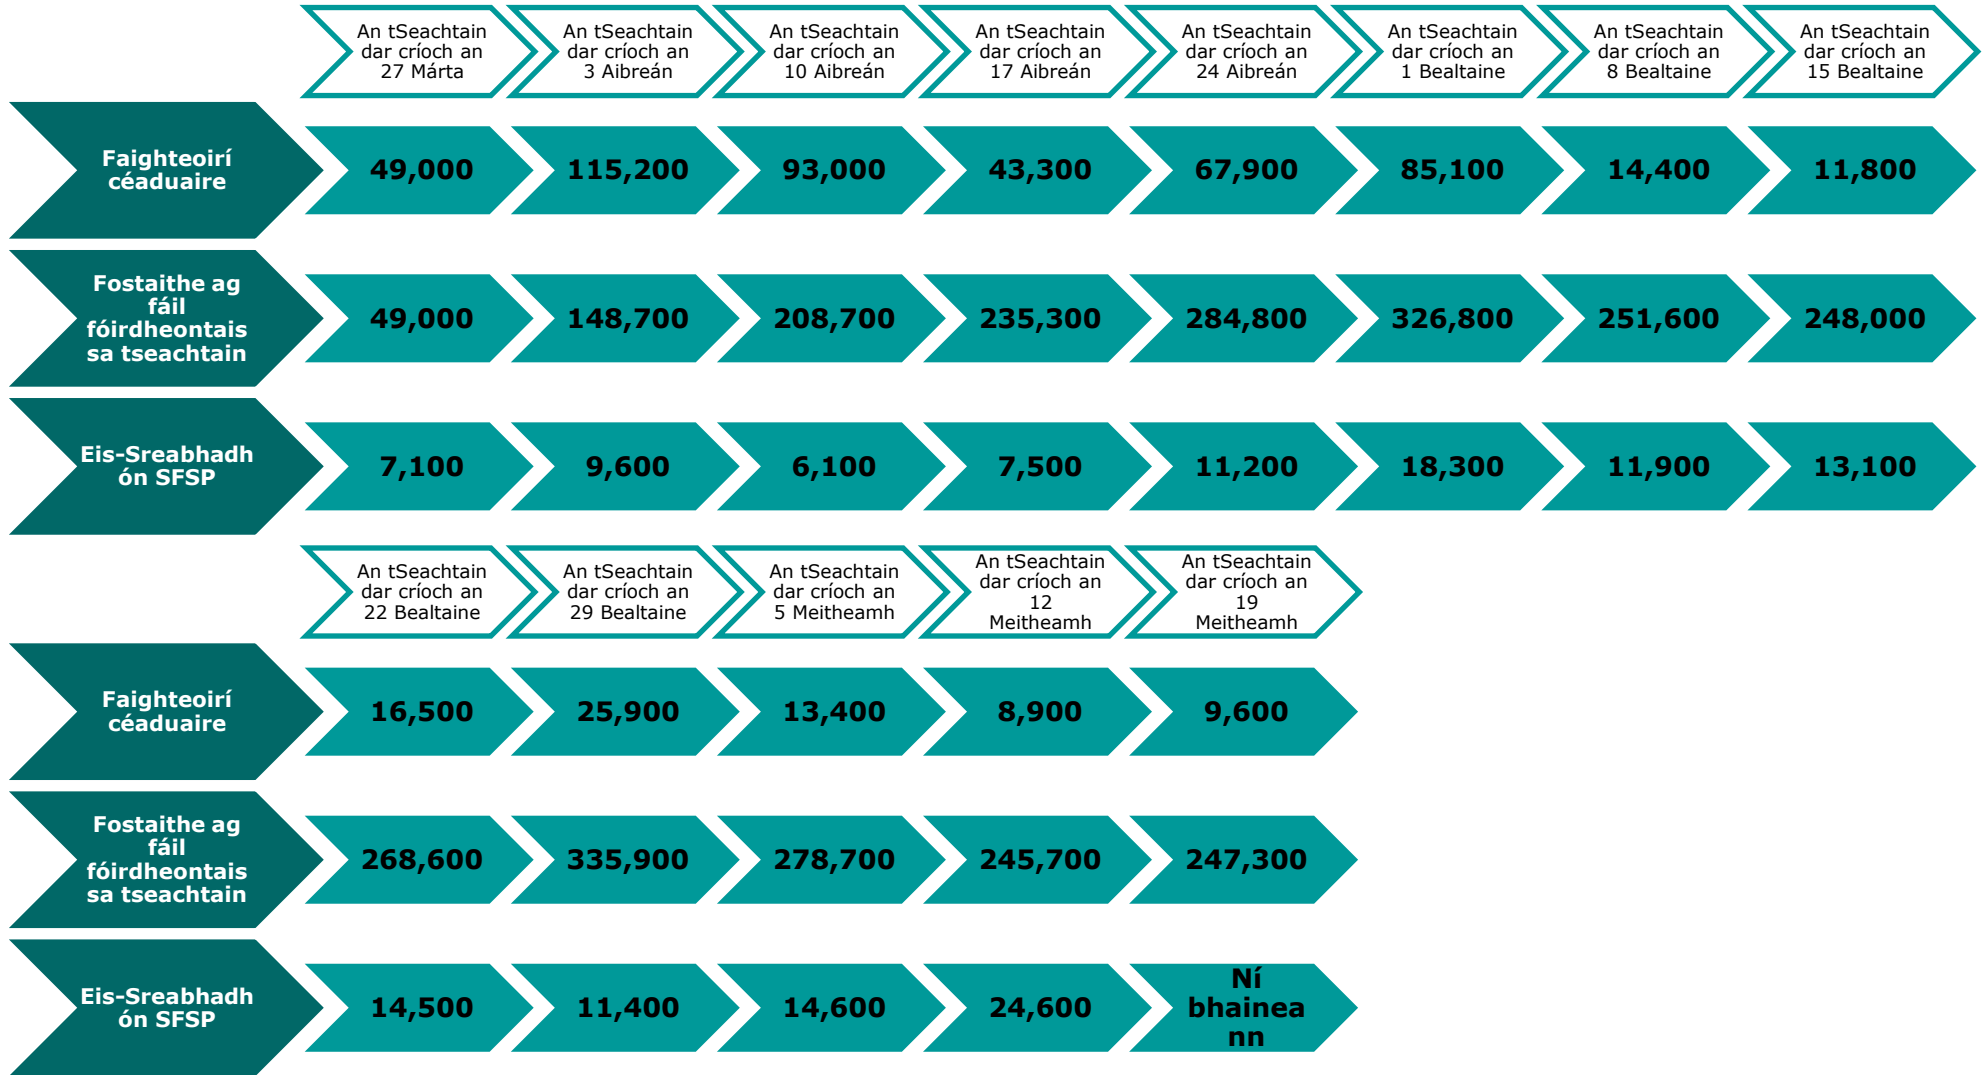 An tSeachtain
dar críoch an
27 Márta
An tSeachtain
dar críoch an
3 Aibreán
An tSeachtain
dar críoch an
10 Aibreán
An tSeachtain
dar críoch an
17 Aibreán
An tSeachtain
dar críoch an
24 Aibreán
An tSeachtain
dar críoch an
1 Bealtaine
An tSeachtain
dar críoch an
8 Bealtaine
An tSeachtain
dar críoch an
15 Bealtaine
Faighteoirí
céaduaire
49,000
115,200
93,000
43,300
67,900
85,100
14,400
11,800
Fostaithe ag
fáil
fóirdheontais
sa tseachtain
49,000
148,700
208,700
235,300
284,800
326,800
251,600
248,000
Eis-Sreabhadh
ón SFSP
7,100
9,600
6,100
7,500
11,200
18,300
11,900
13,100
An tSeachtain
dar críoch an
22 Bealtaine
An tSeachtain
dar críoch an
29 Bealtaine
An tSeachtain
dar críoch an
5 Meitheamh
An tSeachtain
dar críoch an
12
Meitheamh
An tSeachtain
dar críoch an
19
Meitheamh
Faighteoirí
céaduaire
16,500
25,900
13,400
8,900
9,600
Fostaithe ag
fáil
fóirdheontais
sa tseachtain
268,600
335,900
278,700
245,700
247,300
Eis-Sreabhadh
ón SFSP
14,500
11,400
14,600
24,600
Ní
bhainea
nn